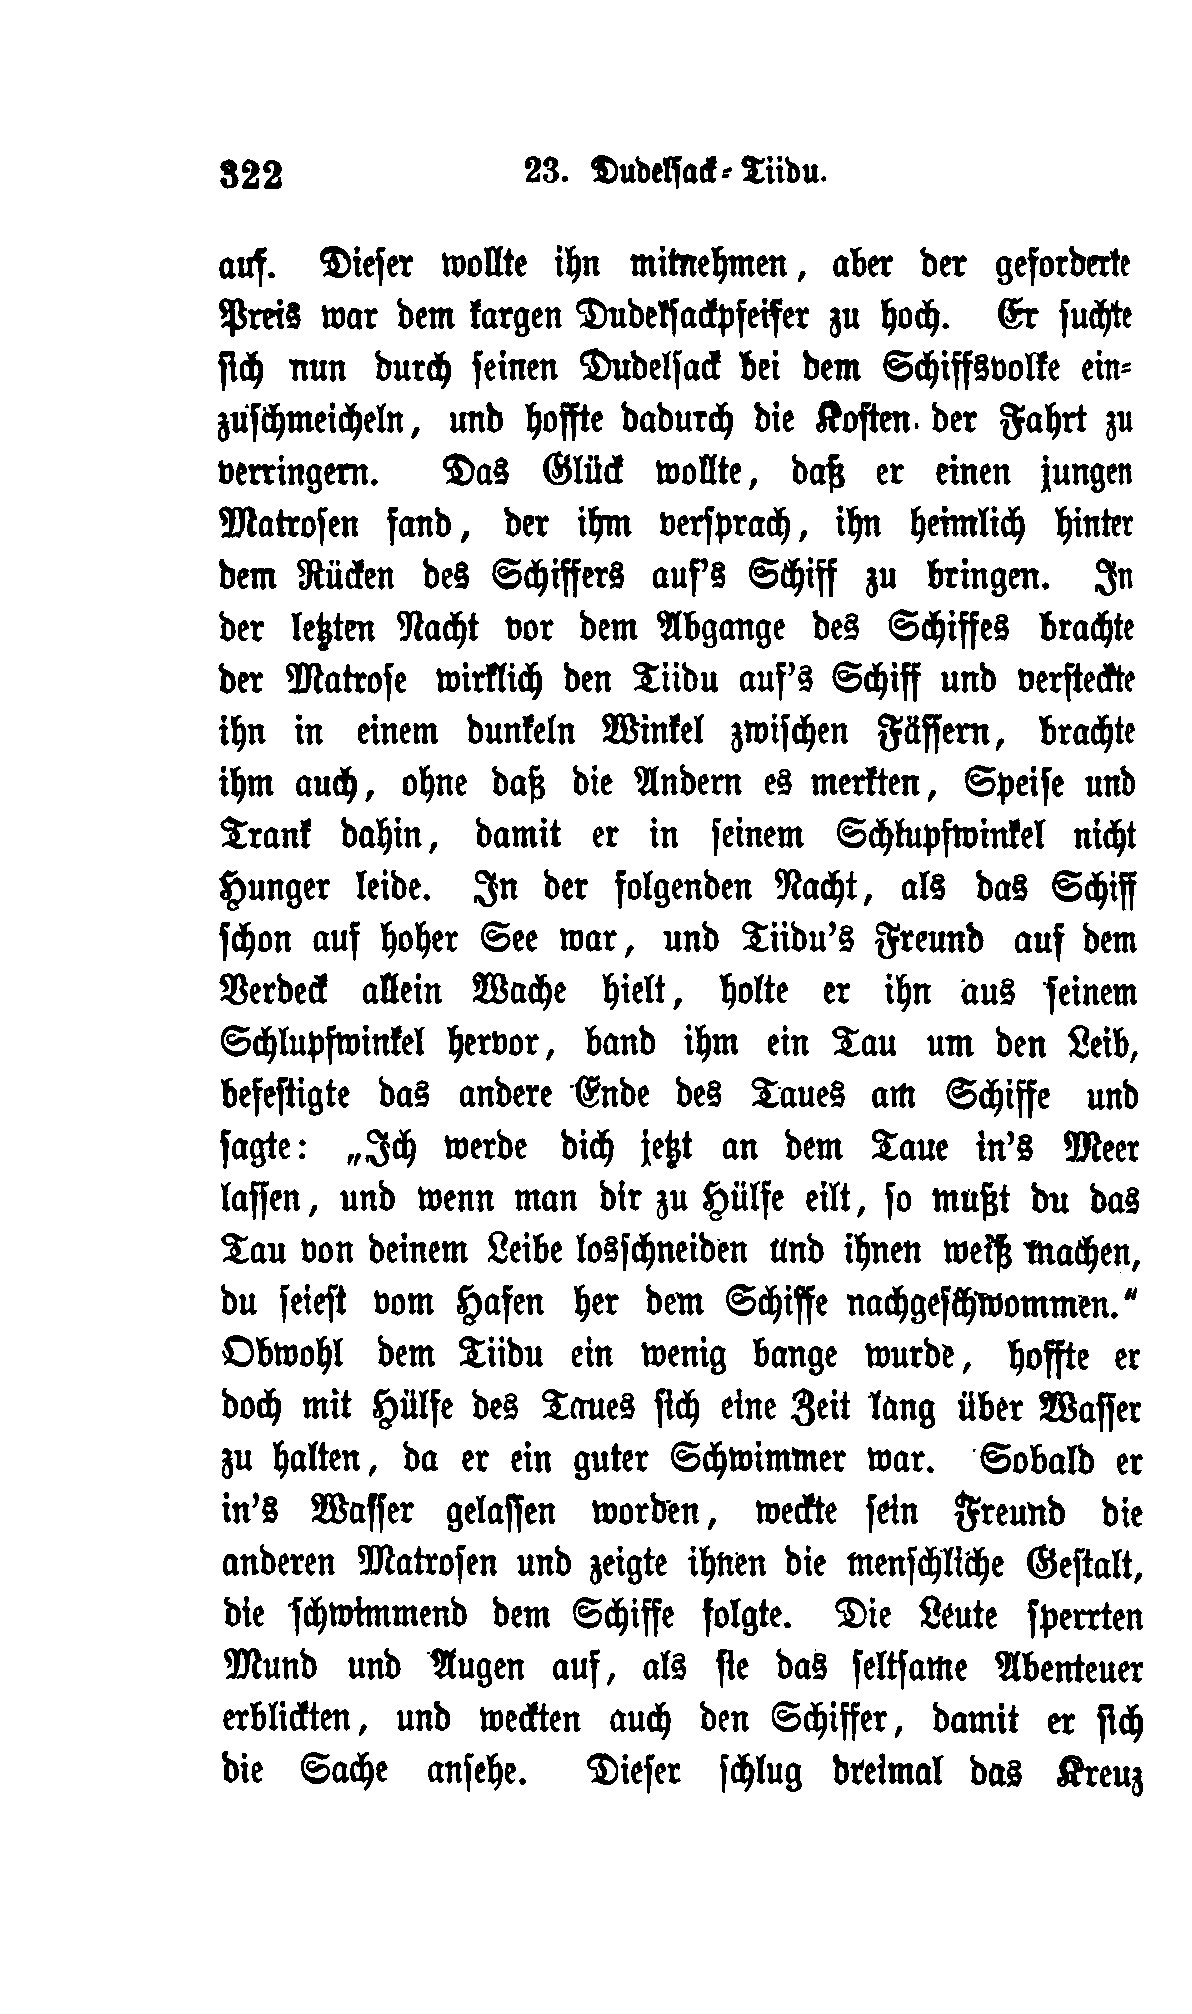 322 23. Dudelsack-Tiidu.
auf. Dieser wollte ihn mitnehmen, aber der geforderte
Preis war dem kargen Dudelsackpfeifer zu hoch. Er suchte
sich nun durch seinen Dudelsack bei dem Schiffsvolke ein-
zuschmeicheln, und hoffte dadurch die Kosten der Fahrt zu
verringern. Das Glück wollte, daß er einen jungen
Matrosen fand, der ihm versprach, ihn heimlich hinter
dem Rücken des Schiffers auf's Schiff zu bringen. In
der letzten Nacht vor dem Abgange des Schiffes brachte
der Matrose wirklich den Tiidu auf's Schiff und versteckte
ihn in einem dunkeln Winkel zwischen Fässern, brachte
ihm auch, ohne daß die Andern es merkten, Speise und
Trank dahin, damit er in seinem Schlupfwinkel nicht
Hunger leide. In der folgenden Nacht, als das Schiff
schon auf hoher See war, und Tiidu's Freund auf dem
Verdeck allein Wache hielt, holte er ihn aus seinem
Schlupfwinkel hervor, band ihm ein Tau um den Leib,
befestigte das andere Ende des Taues am Schiffe und
sagte: „Ich werde dich jetzt an dem Taue in's Meer
lassen, und wenn man dir zu Hülfe eilt, so mußt du das
Tau von deinem Leibe losschneiden und ihnen weiß machen,
du seiest vom Hafen her dem Schiffe nachgeschwommen.“
Obwohl dem Tiidu ein wenig bange wurde, hoffte er
doch mit Hülfe des Taues sich eine Zeit lang über Wasser
zu halten, da er ein guter Schwimmer war. Sobald er
in's Wasser gelassen worden, weckte sein Freund die
anderen Matrosen und zeigte ihnen die menschliche Gestalt,
die schwimmend dem Schiffe folgte. Die Leute sperrten
Mund und Augen auf, als sie das seltsame Abenteuer
erblickten, und weckten auch den Schiffer, damit er sich
die Sache ansehe. Dieser schlug dreimal das Kreuz